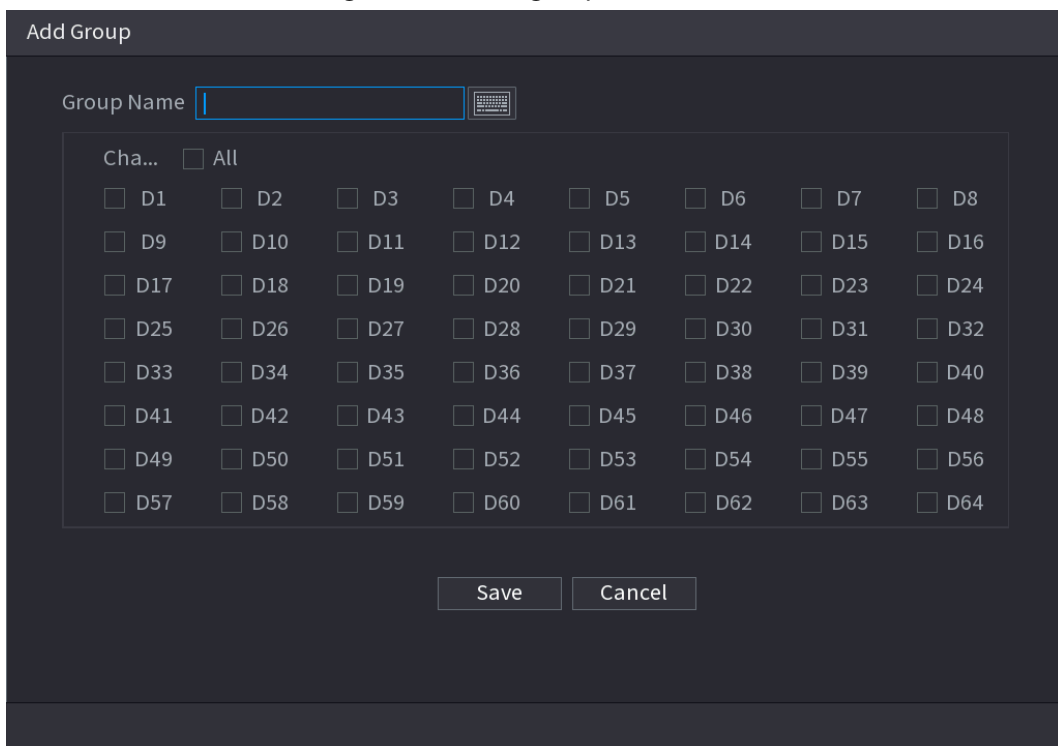 Add Group
Group Name
Cha... All
D1 D2 D3 D4 D5 D6 D7 D8
D9 D10 D11 D12 D13 D14 D15 D16
D17 D18 D19 D20 D21 D22 D23 D24
D25 D26 D27 D28 D29 D30 D31 D32
D33 D34 D35 D36 D37 D38 D39 D40
D41 D42 D43 D44 D45 D46 D47 D48
D49 D50 D51 D52 D53 D54 D55 D56
D57 D58 D59 D60 D61 D62 D63 D64
Save Cancel